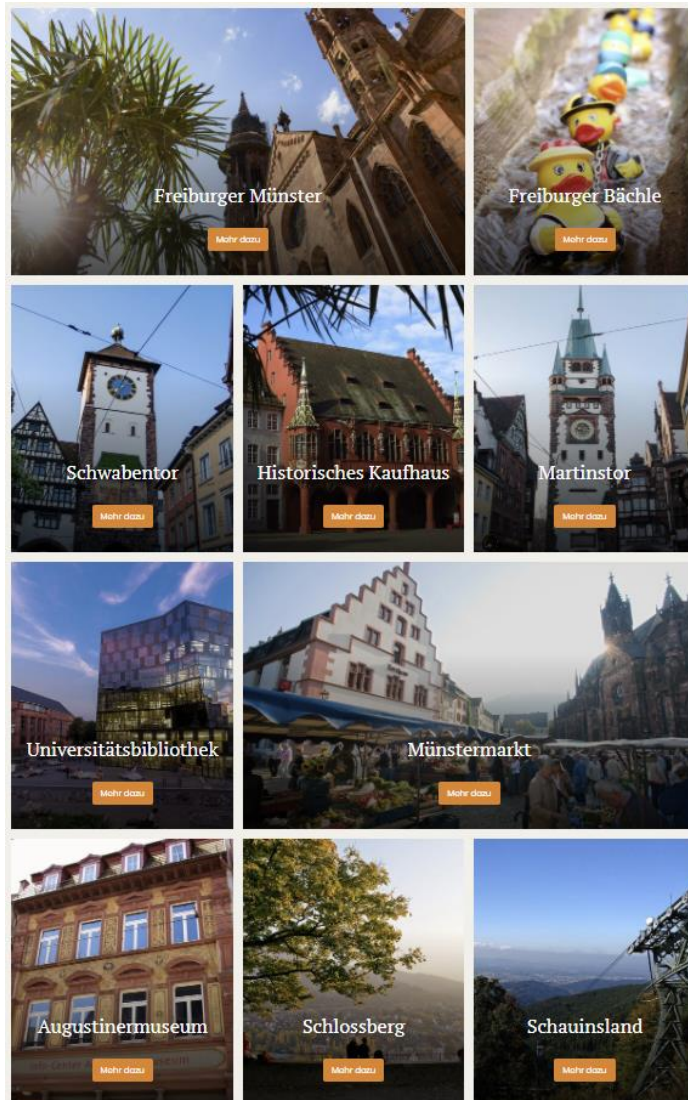 Freiburger Münster
Mehr dazu
Freiburger Bächle
Mehr dazu
Schwabentor
Mehr dazu
Historisches Kaufhaus
Mehr dazu
Martinstor
Mehr dazu
Universitätsbibliothek
Mehr dazu
Münstermarkt
Mehr dazu
Augustinermuseum
Mehr dazu
Schlossberg
Mehr dazu
Schauinsland
Mehr dazu